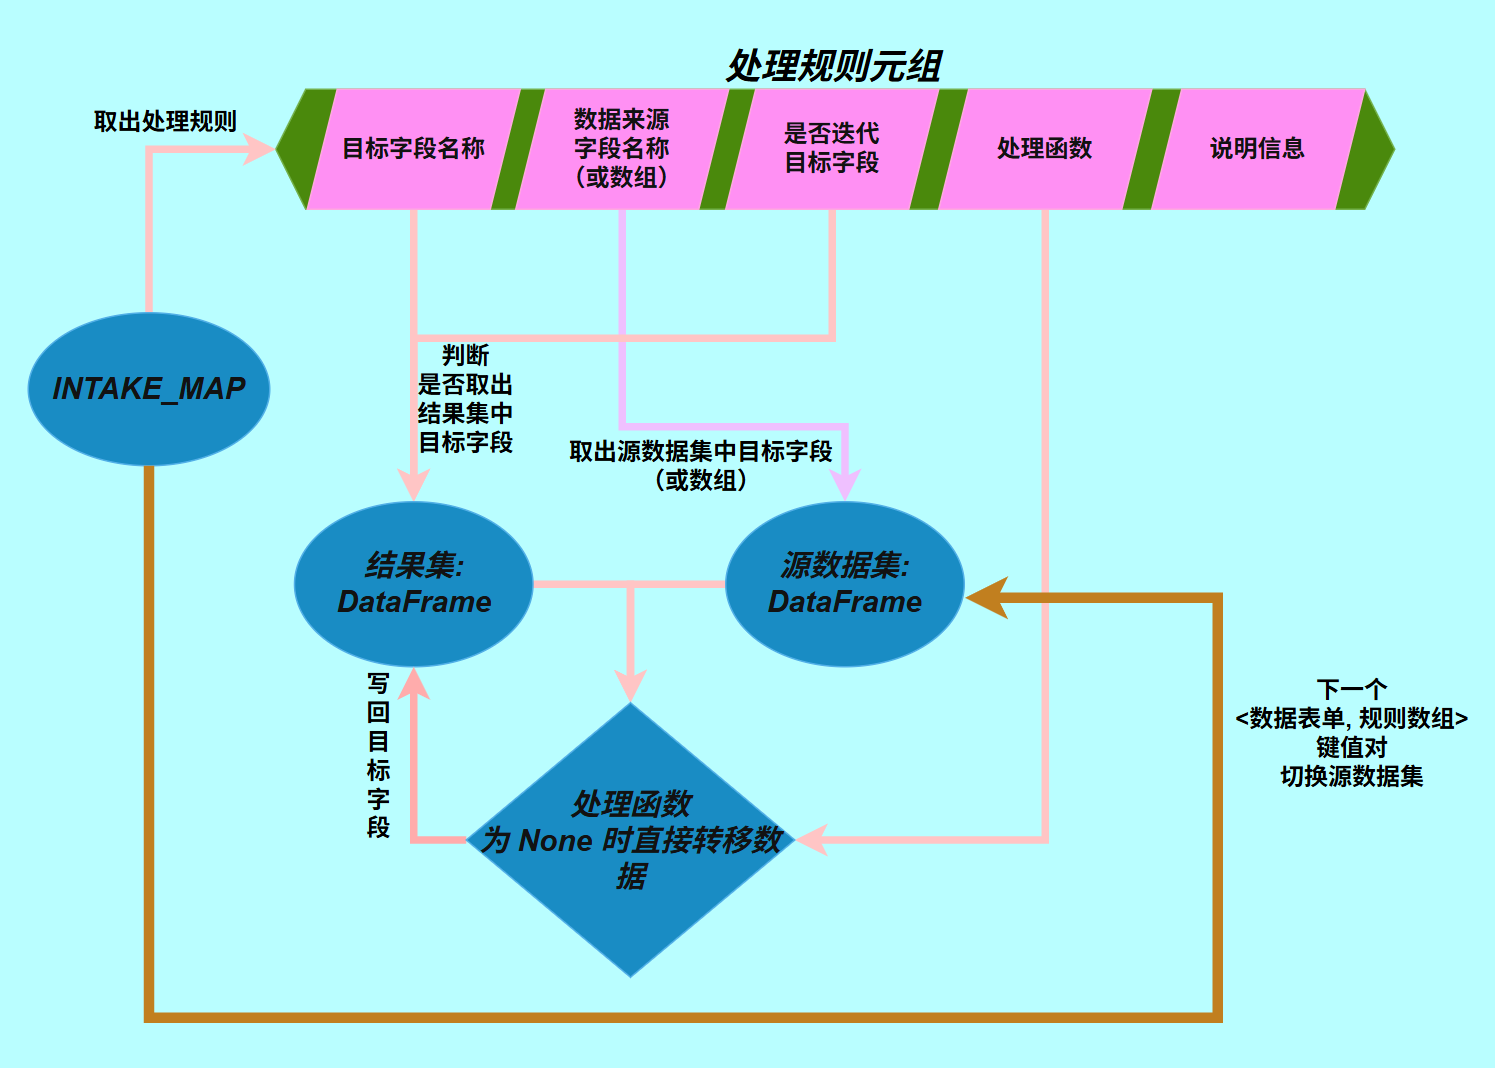 处理规则元组
取出处理规则
目标字段名称
数据来源
字段名称
（或数组）
是否迭代
目标字段
处理函数
说明信息
INTAKE_MAP
判断
是否取出
结果集中
目标字段
取出源数据集中目标字段
（或数组）
结果集:
DataFrame
源数据集:
DataFrame
写
回
目
标
字
段
下一个
<数据表单, 规则数组>
键值对
切换源数据集
处理函数
为 None 时直接转移数
据